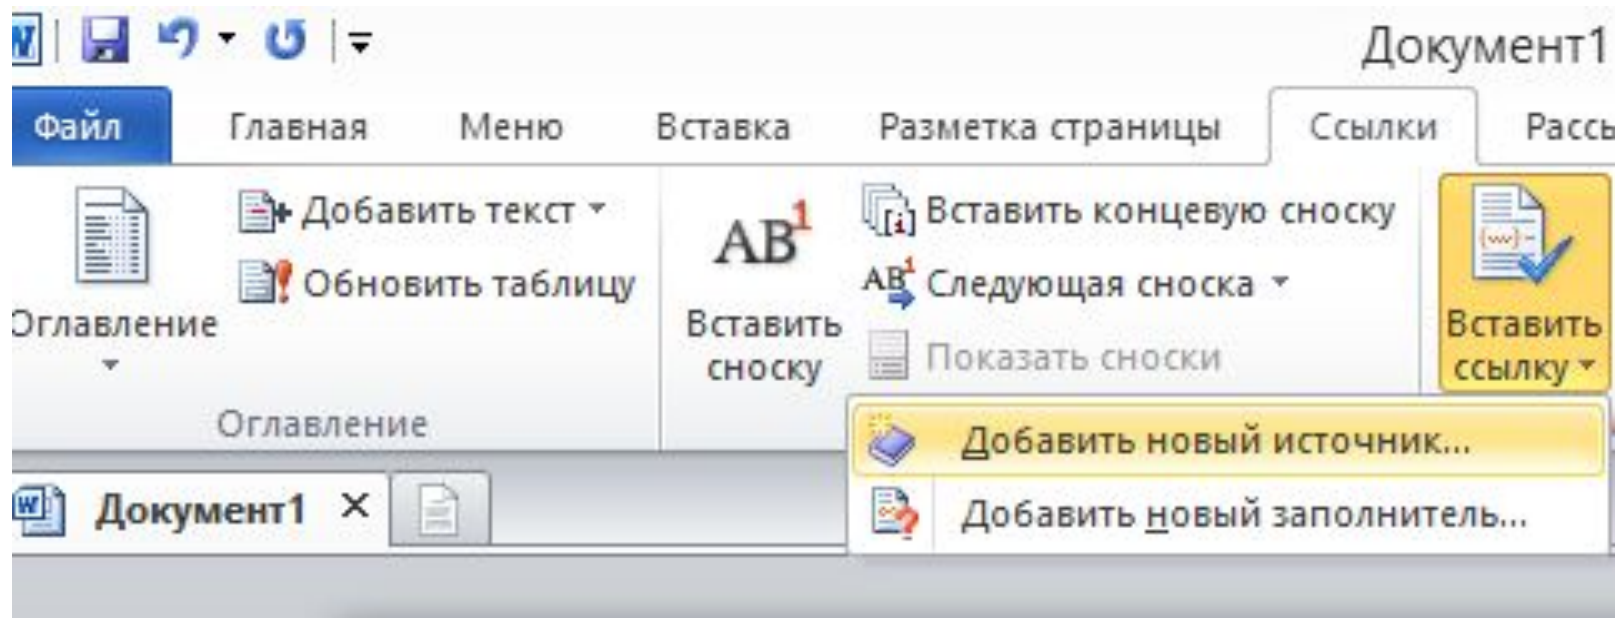 Документ1
Файл Главная Меню Вставка Разметка страницы Ссылки Рассы
Добавить текст
Обновить таблицу
Оглавление
Оглавление
AB1
Вставить
сноску
Вставить концевую сноску
AB1 Следующая сноска
Показать сноски
Вставить
ссылку
Добавить новый источник...
Добавить новый заполнитель...
Документ1